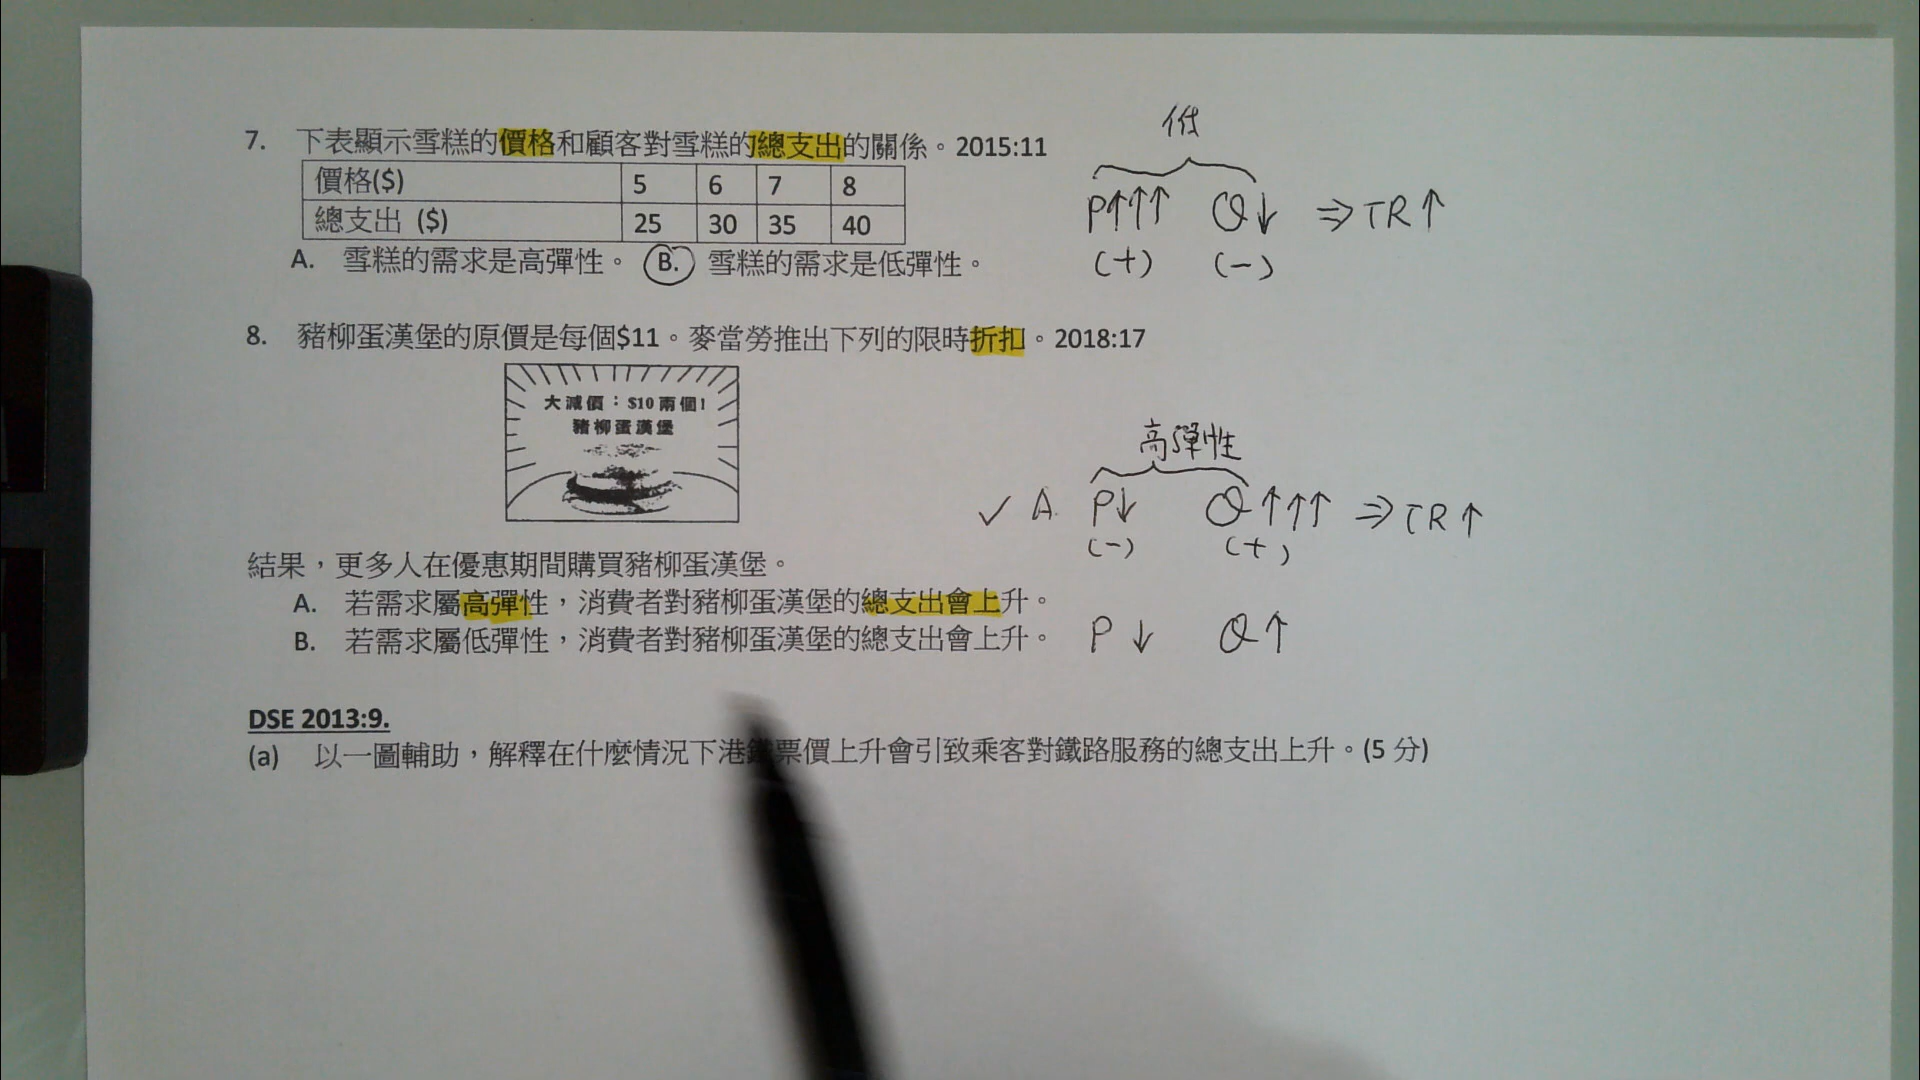 7. 下表顯示雪糕的價格和顧客對雪糕的總支出的關係。2015:11
價格($) 5 6 7 8
總支出 ($) 25 30 35 40
A. 雪糕的需求是高彈性。 B. 雪糕的需求是低彈性。
低
P↑↑↑ Q↓ ⇒ TR↑
(+) (-)
8. 豬柳蛋漢堡的原價是每個$11。麥當勞推出下列的限時折扣。2018:17
大減價：$10兩個!
豬柳蛋漢堡
高彈性
✓ A. P↓ Q↑↑↑ ⇒ TR↑
(-) (+)
結果，更多人在優惠期間購買豬柳蛋漢堡。
A. 若需求屬高彈性，消費者對豬柳蛋漢堡的總支出會上升。
B. 若需求屬低彈性，消費者對豬柳蛋漢堡的總支出會上升。 P↓ Q↑
DSE 2013:9.
(a) 以一圖輔助，解釋在什麼情況下港鐵票價上升會引致乘客對鐵路服務的總支出上升。(5 分)